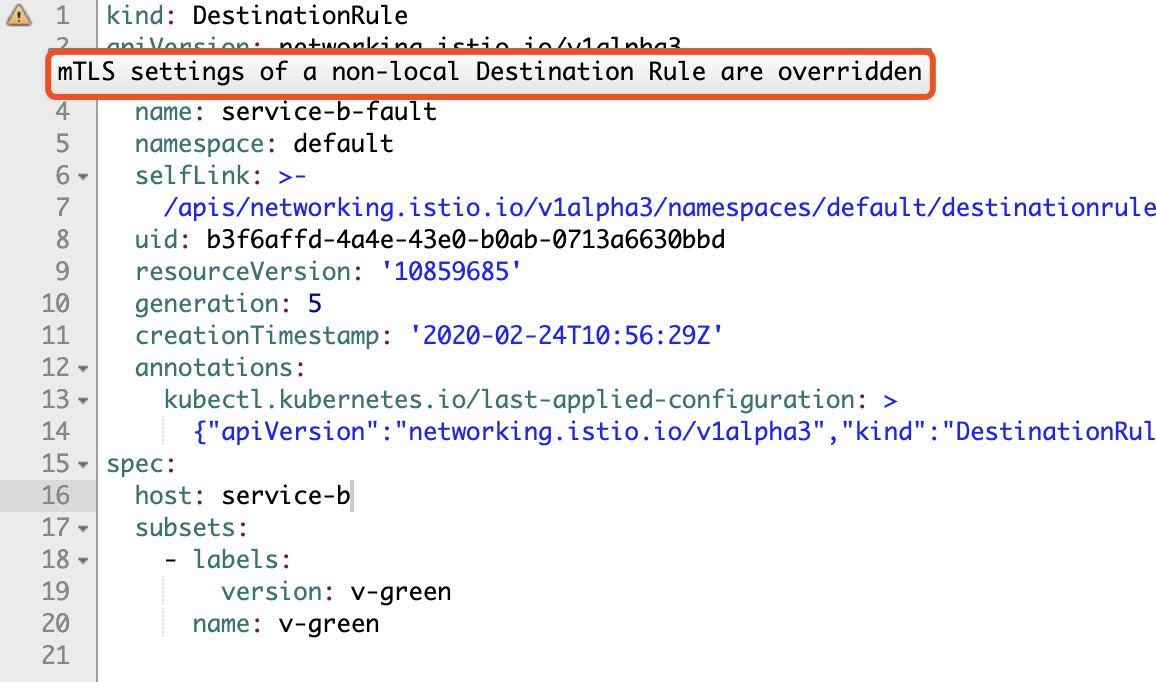 1 kind: DestinationRule
2 apiVersion: networking.istio.io/v1alpha3
mTLS settings of a non-local Destination Rule are overridden
4 name: service-b-fault
5 namespace: default
6 selfLink: >-
7 /apis/networking.istio.io/v1alpha3/namespaces/default/destinationrule
8 uid: b3f6affd-4a4e-43e0-b0ab-0713a6630bbd
9 resourceVersion: '10859685'
10 generation: 5
11 creationTimestamp: '2020-02-24T10:56:29Z'
12 annotations:
13 kubectl.kubernetes.io/last-applied-configuration: >
14 {"apiVersion":"networking.istio.io/v1alpha3","kind":"DestinationRul
15 spec:
16 host: service-b
17 subsets:
18 - labels:
19 version: v-green
20 name: v-green
21